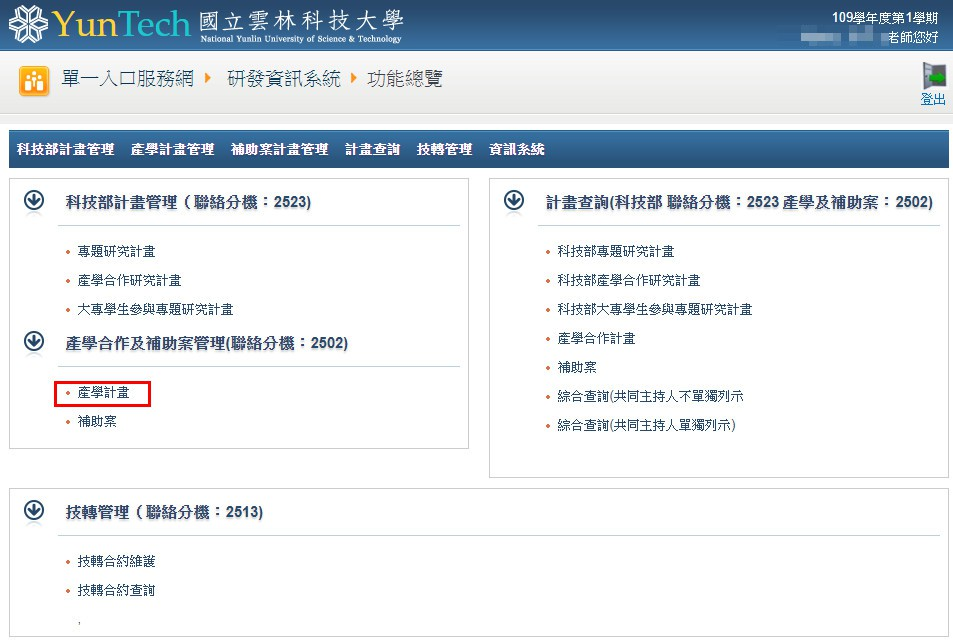 YunTech 國立雲林科技大學
National Yunlin University of Science & Technology
109學年度第1學期
老師您好
單一入口服務網 研發資訊系統 功能總覽
登出
科技部計畫管理 產學計畫管理 補助案計畫管理 計畫查詢 技轉管理 資訊系統
科技部計畫管理（聯絡分機：2523)
專題研究計畫
產學合作研究計畫
大專學生參與專題研究計畫
產學合作及補助案管理(聯絡分機：2502)
產學計畫
補助案
計畫查詢(科技部 聯絡分機：2523 產學及補助案：2502)
科技部專題研究計畫
科技部產學合作研究計畫
科技部大專學生參與專題研究計畫
產學合作計畫
補助案
綜合查詢(共同主持人不單獨列示
綜合查詢(共同主持人單獨列示)
技轉管理（聯絡分機：2513)
技轉合約維護
技轉合約查詢
,